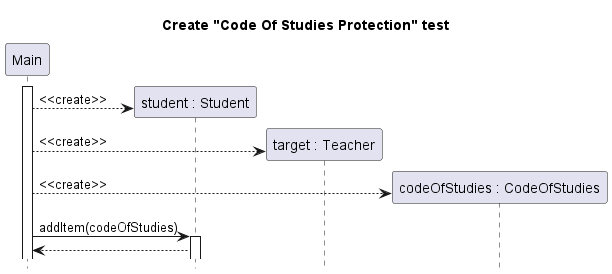 Create "Code Of Studies Protection" test
Main
<<create>>
student : Student
<<create>>
target : Teacher
<<create>>
codeOfStudies : CodeOfStudies
addItem(codeOfStudies)